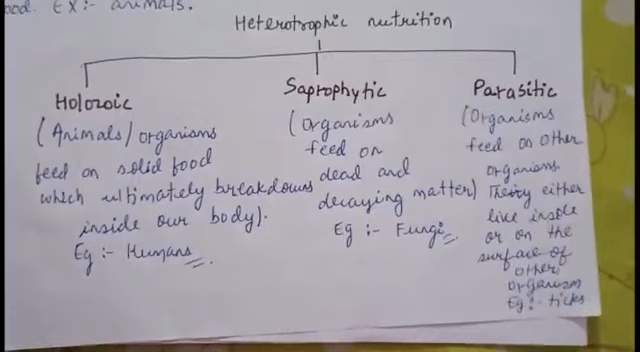 ood. EX:- animals.
Heterotrophic nutrition
Holozoic
(Animals/organisms
feed on solid food
which ultimately breakdowns
inside our body).
Eg :- Humans
Saprophytic
(Organisms
feed on
dead and
decaying matter)
Eg :- Fungi
Parasitic
(Organisms
feed on other
organisms.
either
live inside
or on the
surface of
other
organism
Eg:- ticks.